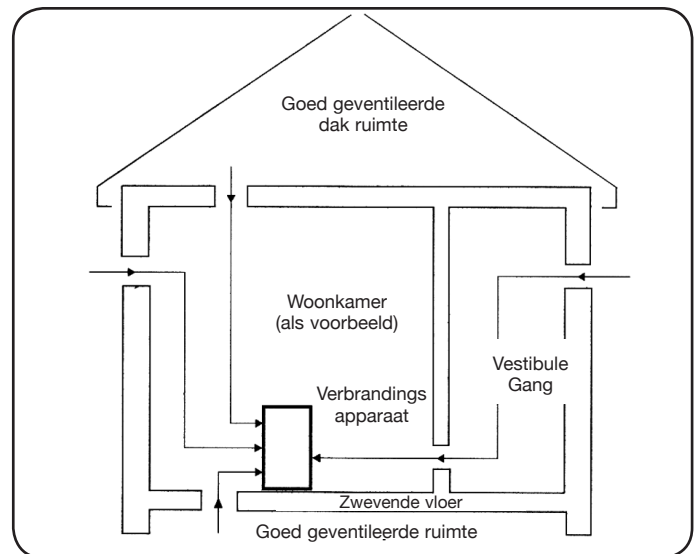 Goed geventileerde
dak ruimte
Woonkamer
(als voorbeeld)
Vestibule
Gang
Verbrandings
apparaat
Zwevende vloer
Goed geventileerde ruimte